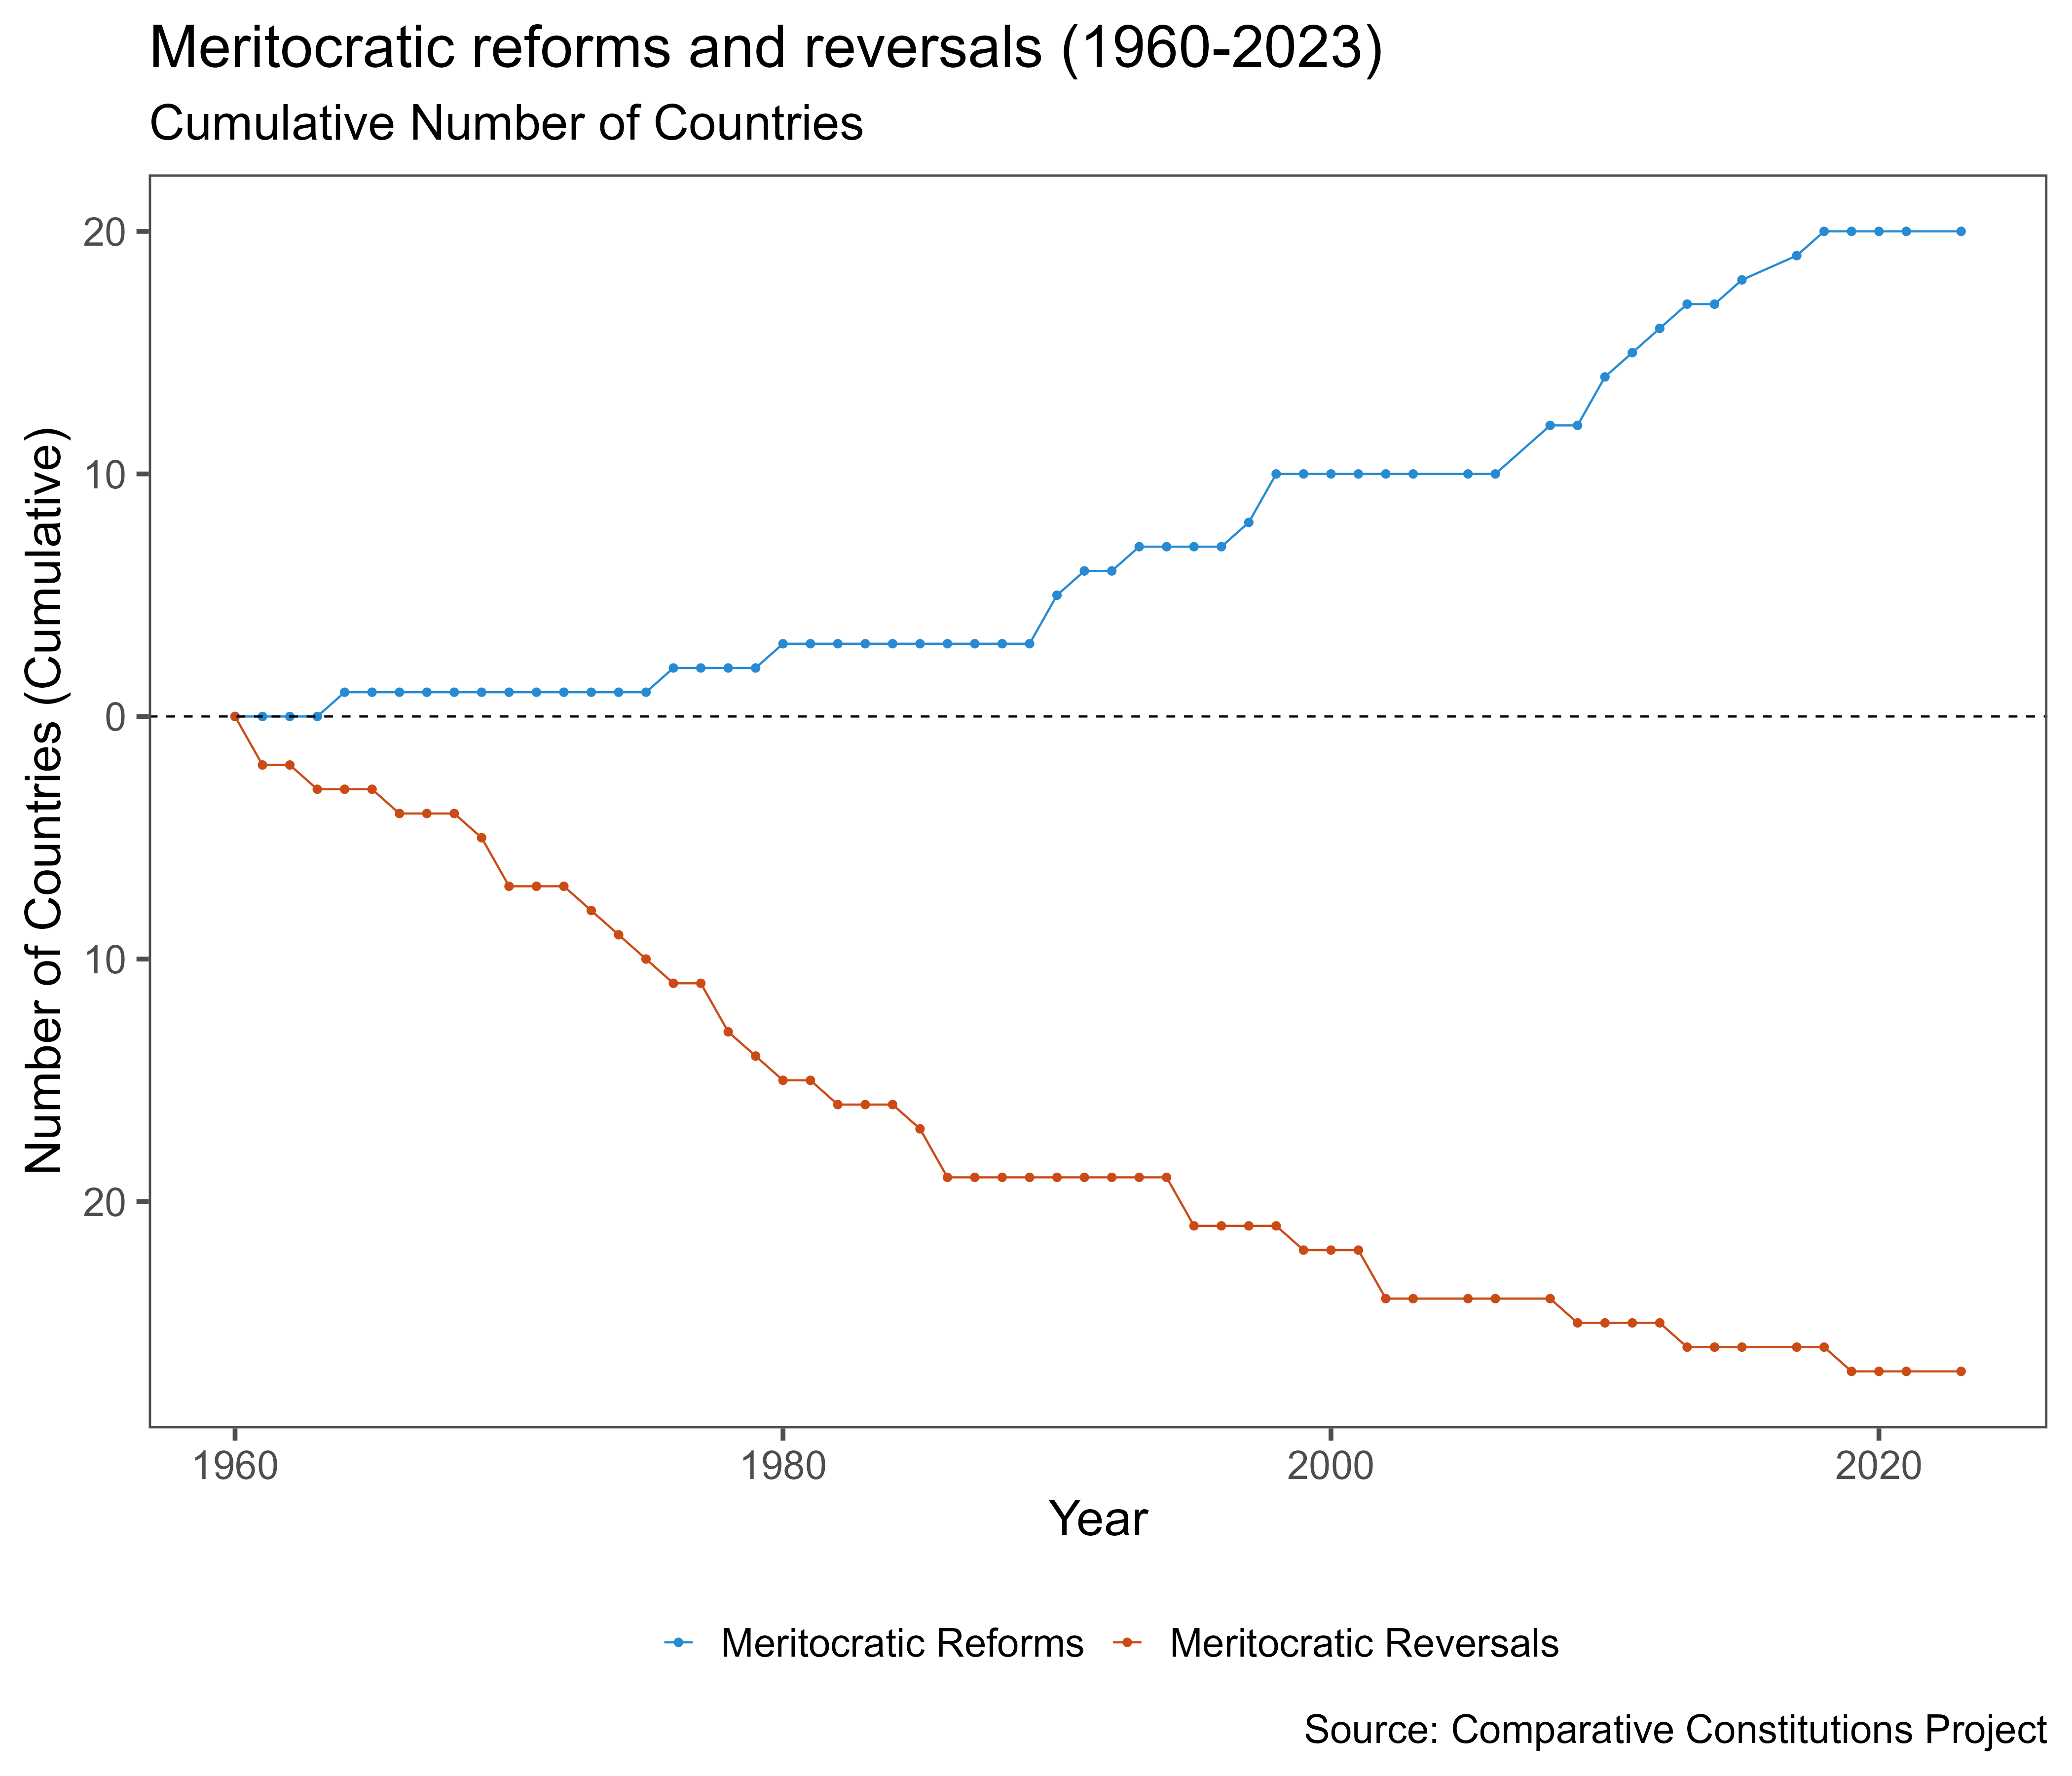 Meritocratic reforms and reversals (1960-2023)
Cumulative Number of Countries
Number of Countries (Cumulative)
20
10
0
10
20
1960 1980 2000 2020
Year
Meritocratic Reforms Meritocratic Reversals
Source: Comparative Constitutions Project